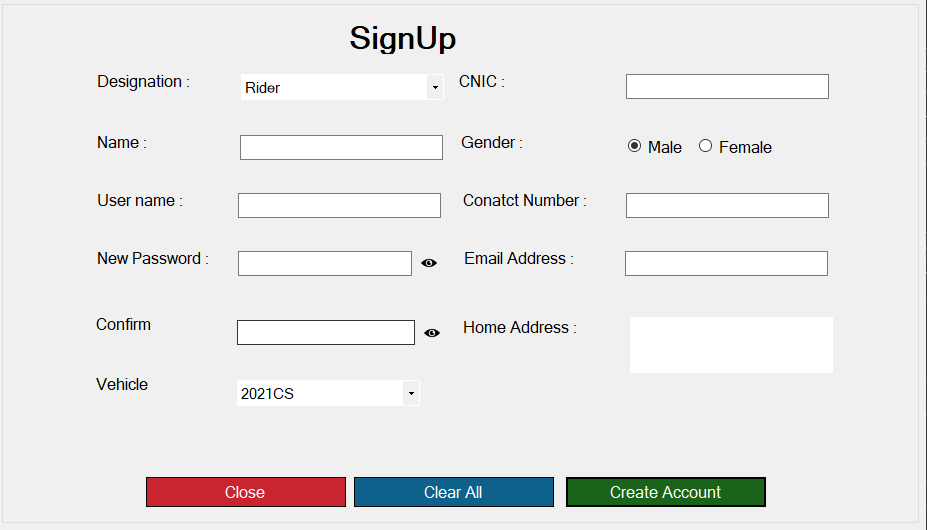 SignUp
Designation : Rider CNIC :
Name : Gender : Male Female
User name : Conatct Number :
New Password : Email Address :
Confirm Home Address :
Vehicle 2021CS
Close Clear All Create Account